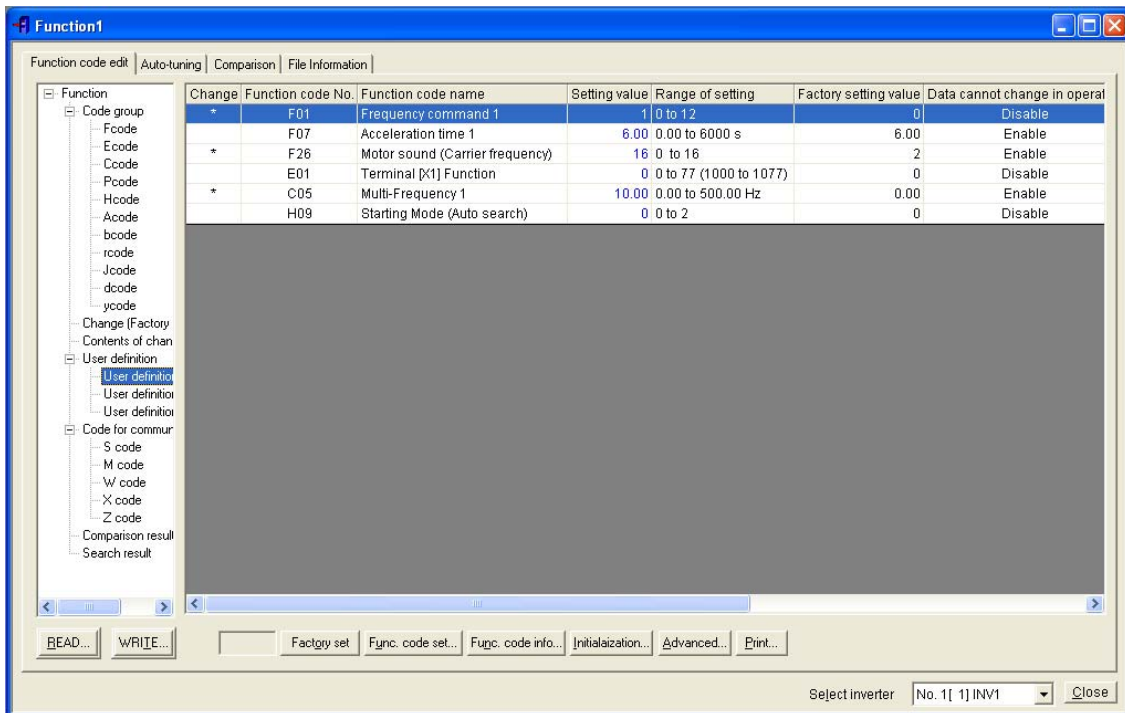 Function1
Function code edit Auto-tuning Comparison File Information
Function
Code group
Fcode
Ecode
Ccode
Pcode
Hcode
Acode
bcode
rcode
Jcode
dcode
ycode
Change (Factory
Contents of chan
User definition
User definition
User definition
User definition
Code for commun
S code
M code
W code
X code
Z code
Comparison result
Search result
Change Function code No. Function code name Setting value Range of setting Factory setting value Data cannot change in operat
* F01 Frequency command 1 1 0 to 12 0 Disable
F07 Acceleration time 1 6.00 0.00 to 6000 s 6.00 Enable
* F26 Motor sound (Carrier frequency) 16 0 to 16 2 Enable
E01 Terminal [X1] Function 0 0 to 77 (1000 to 1077) 0 Disable
* C05 Multi-Frequency 1 10.00 0.00 to 500.00 Hz 0.00 Enable
H09 Starting Mode (Auto search) 0 0 to 2 0 Disable
READ... WRITE... Factory set Func. code set... Func. code info... Initialaization... Advanced... Print...
Select inverter No. 1[ 1] INV1 Close